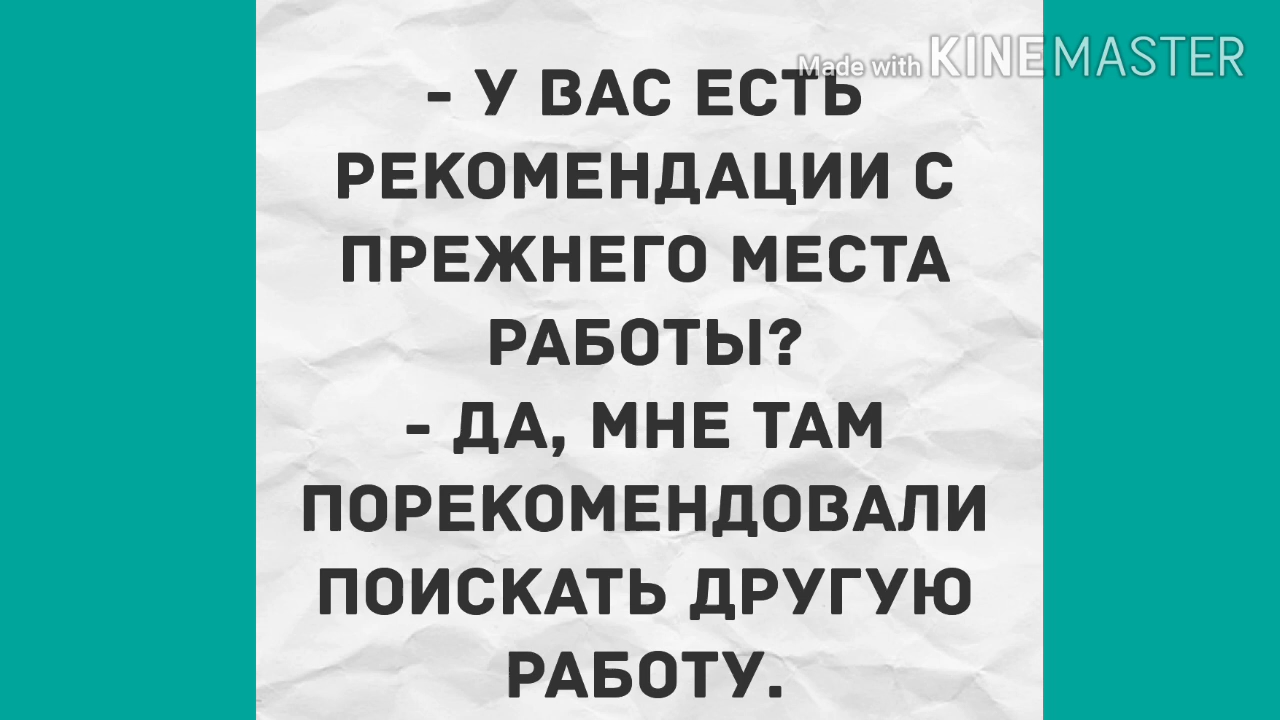 Made with KINEMASTER
- У ВАС ЕСТЬ
РЕКОМЕНДАЦИИ С
ПРЕЖНЕГО МЕСТА
РАБОТЫ?
- ДА, МНЕ ТАМ
ПОРЕКОМЕНДОВАЛИ
ПОИСКАТЬ ДРУГУЮ
РАБОТУ.